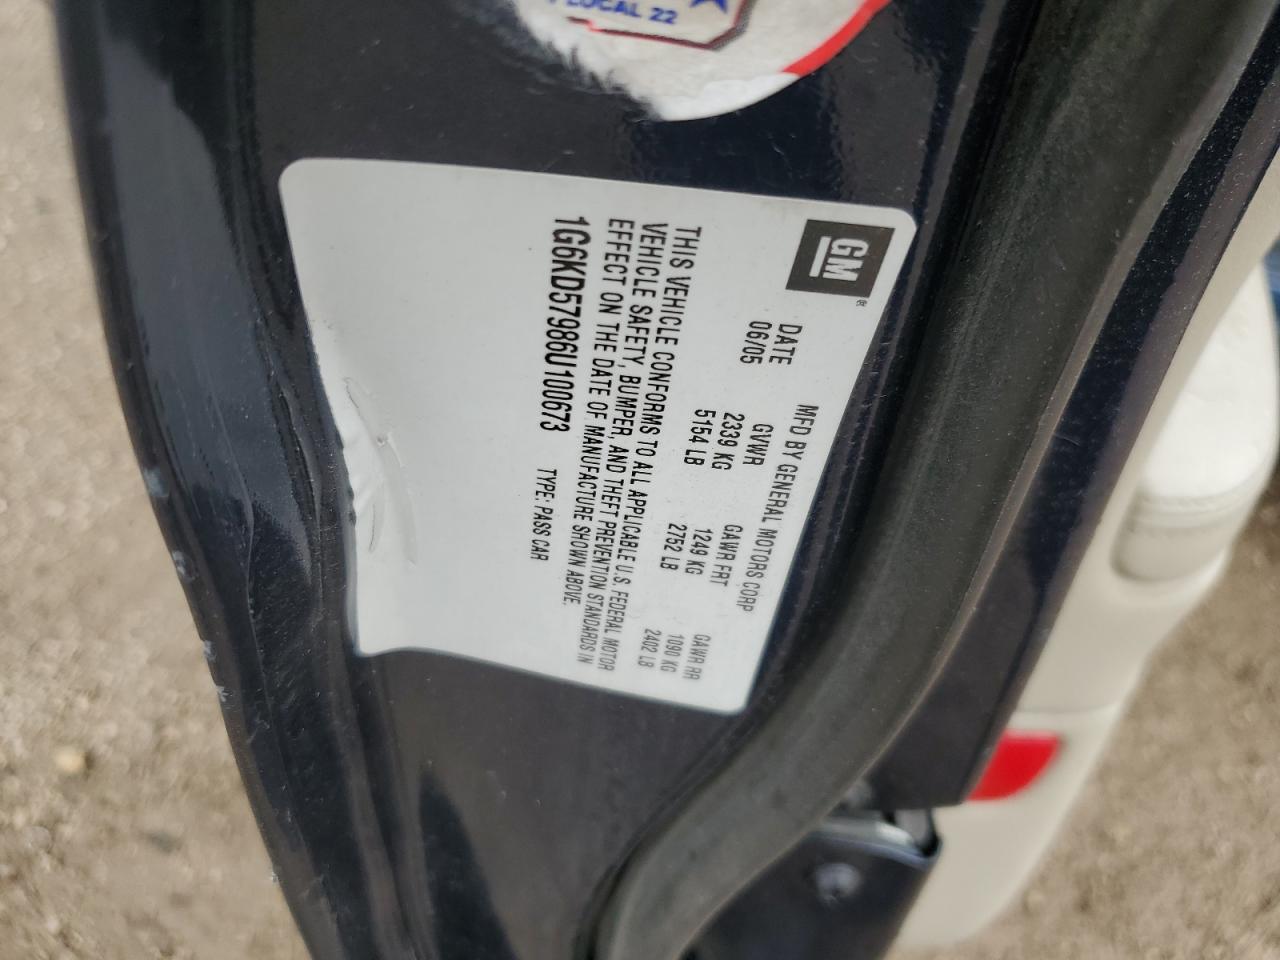 LOCAL 22
GM®
MFD BY GENERAL MOTORS CORP
DATE GVWR GAWR FRT GAWR RR
06/05 2339 KG 1249 KG 1090 KG
5154 LB 2752 LB 2402 LB
THIS VEHICLE CONFORMS TO ALL APPLICABLE U.S. FEDERAL MOTOR
VEHICLE SAFETY, BUMPER, AND THEFT PREVENTION STANDARDS IN
EFFECT ON THE DATE OF MANUFACTURE SHOWN ABOVE.
1G6KD57986U100673 TYPE: PASS CAR